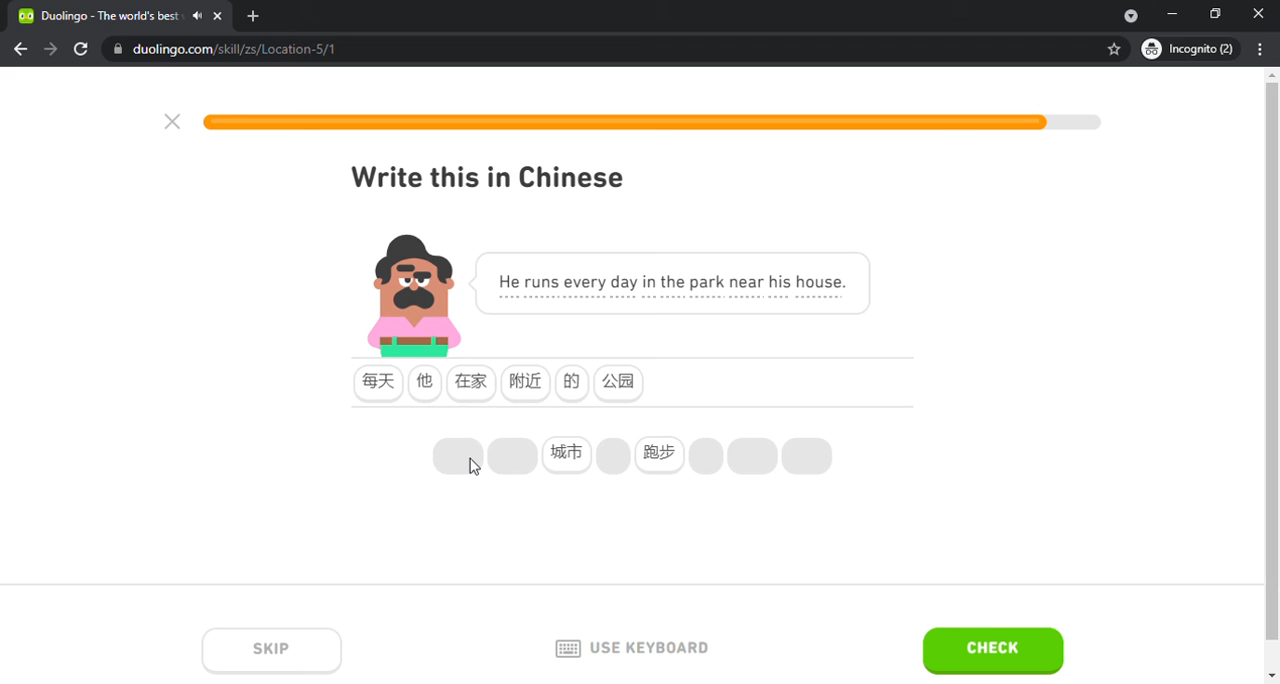 Duolingo - The world's best
duolingo.com/skill/zs/Location-5/1
Incognito (2)
Write this in Chinese
He runs every day in the park near his house.
每天 他 在家 附近 的 公园
城市 跑步
SKIP
USE KEYBOARD
CHECK